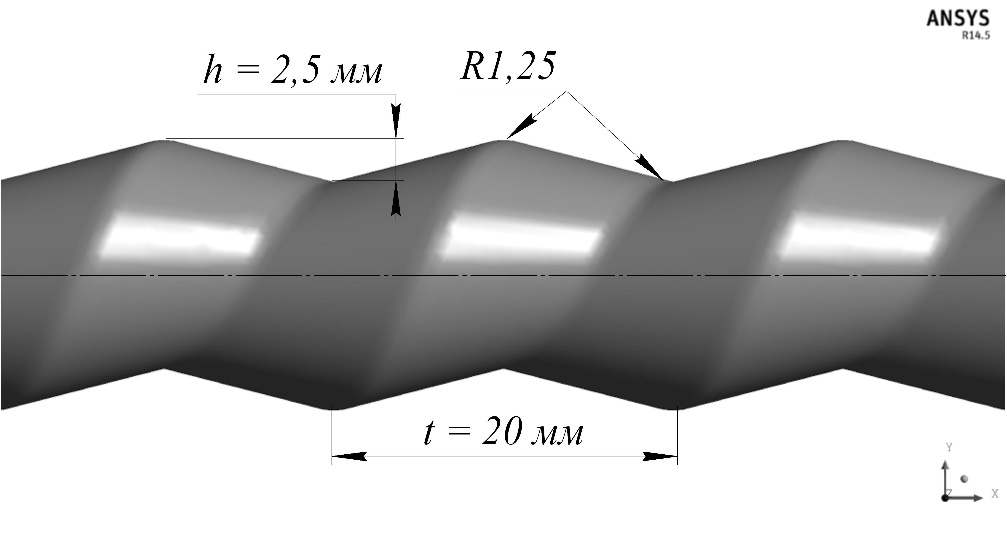 ANSYS
R14.5
h = 2,5 мм
R1,25
t = 20 мм
Y
Z
X